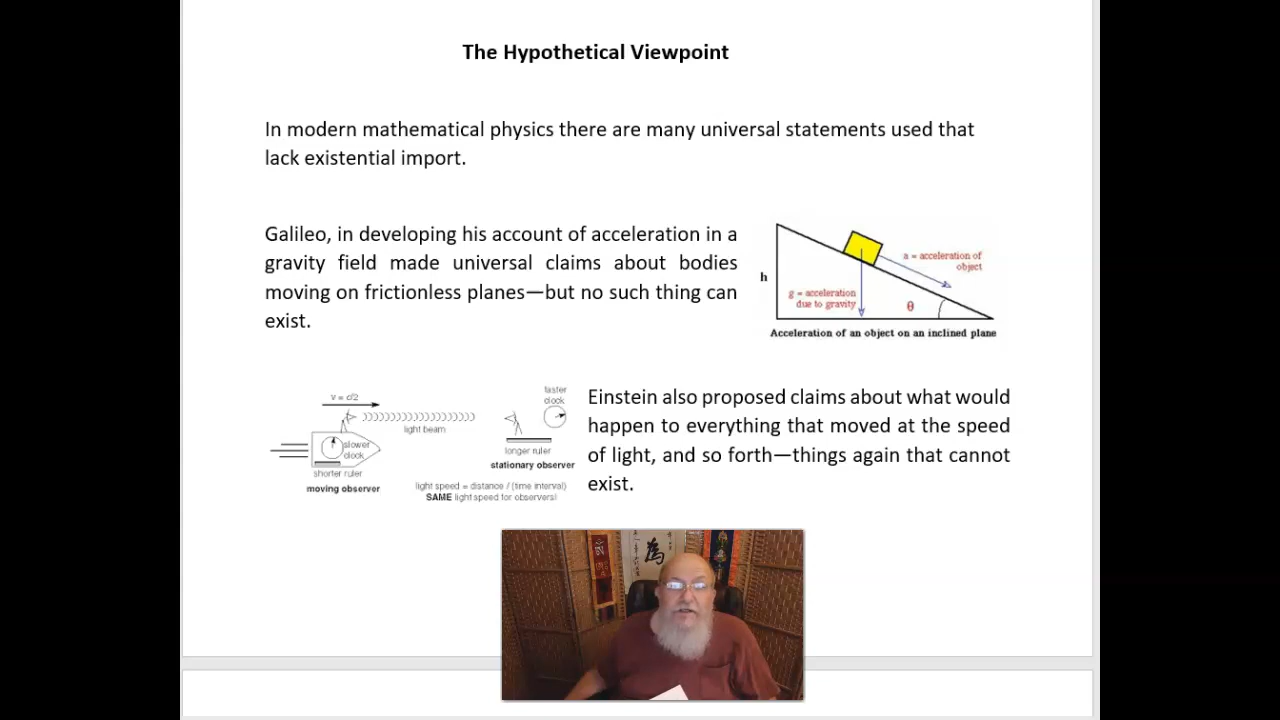 The Hypothetical Viewpoint
In modern mathematical physics there are many universal statements used that
lack existential import.
Galileo, in developing his account of acceleration in a
gravity field made universal claims about bodies
moving on frictionless planes—but no such thing can
exist.
h
a = acceleration of
object
g = acceleration
due to gravity
θ
Acceleration of an object on an inclined plane
v = c/2
light beam
slower
clock
shorter ruler
moving observer
faster
clock
longer ruler
stationary observer
light speed = distance / (time interval)
SAME light speed for observers!
Einstein also proposed claims about what would
happen to everything that moved at the speed
of light, and so forth—things again that cannot
exist.
為